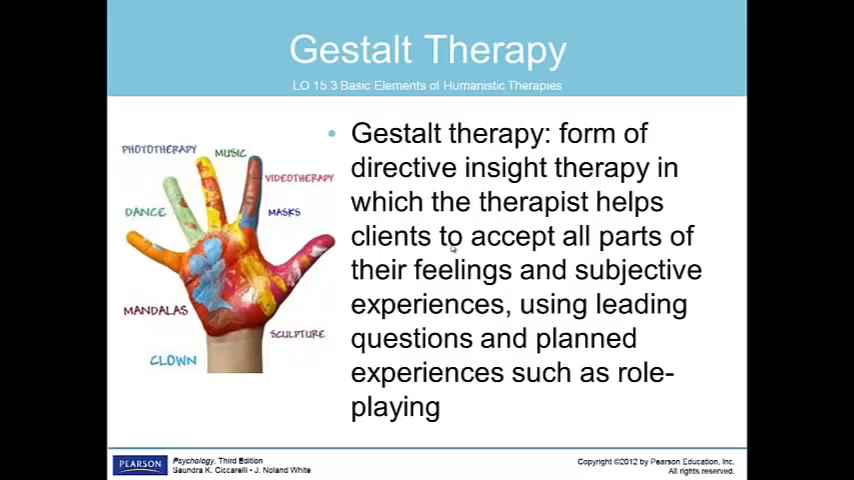 Gestalt Therapy
LO 15.3 Basic Elements of Humanistic Therapies
PHOTOTHERAPY
MUSIC
VIDEOTHERAPY
DANCE
MASKS
MANDALAS
SCULPTURE
CLOWN
• Gestalt therapy: form of
directive insight therapy in
which the therapist helps
clients to accept all parts of
their feelings and subjective
experiences, using leading
questions and planned
experiences such as role-
playing
PEARSON
Psychology, Third Edition
Saundra K. Ciccarelli • J. Noland White
Copyright ©2012 by Pearson Education, Inc.
All rights reserved.